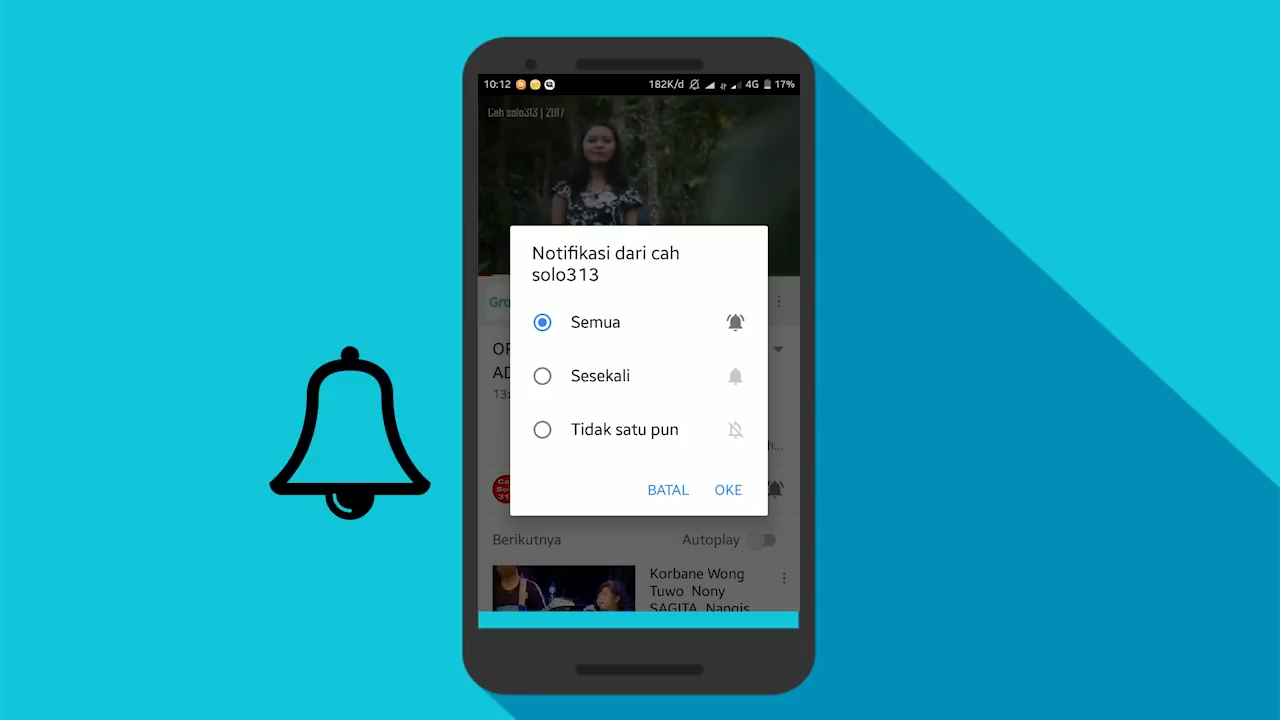 10:12 182K/d 4G 17%
Cah solo313 | 2017
Notifikasi dari cah
solo313
Semua
Sesekali
Tidak satu pun
BATAL OKE
Berikutnya Autoplay
Korbane Wong
Tuwo Nony
SAGITA Nangis